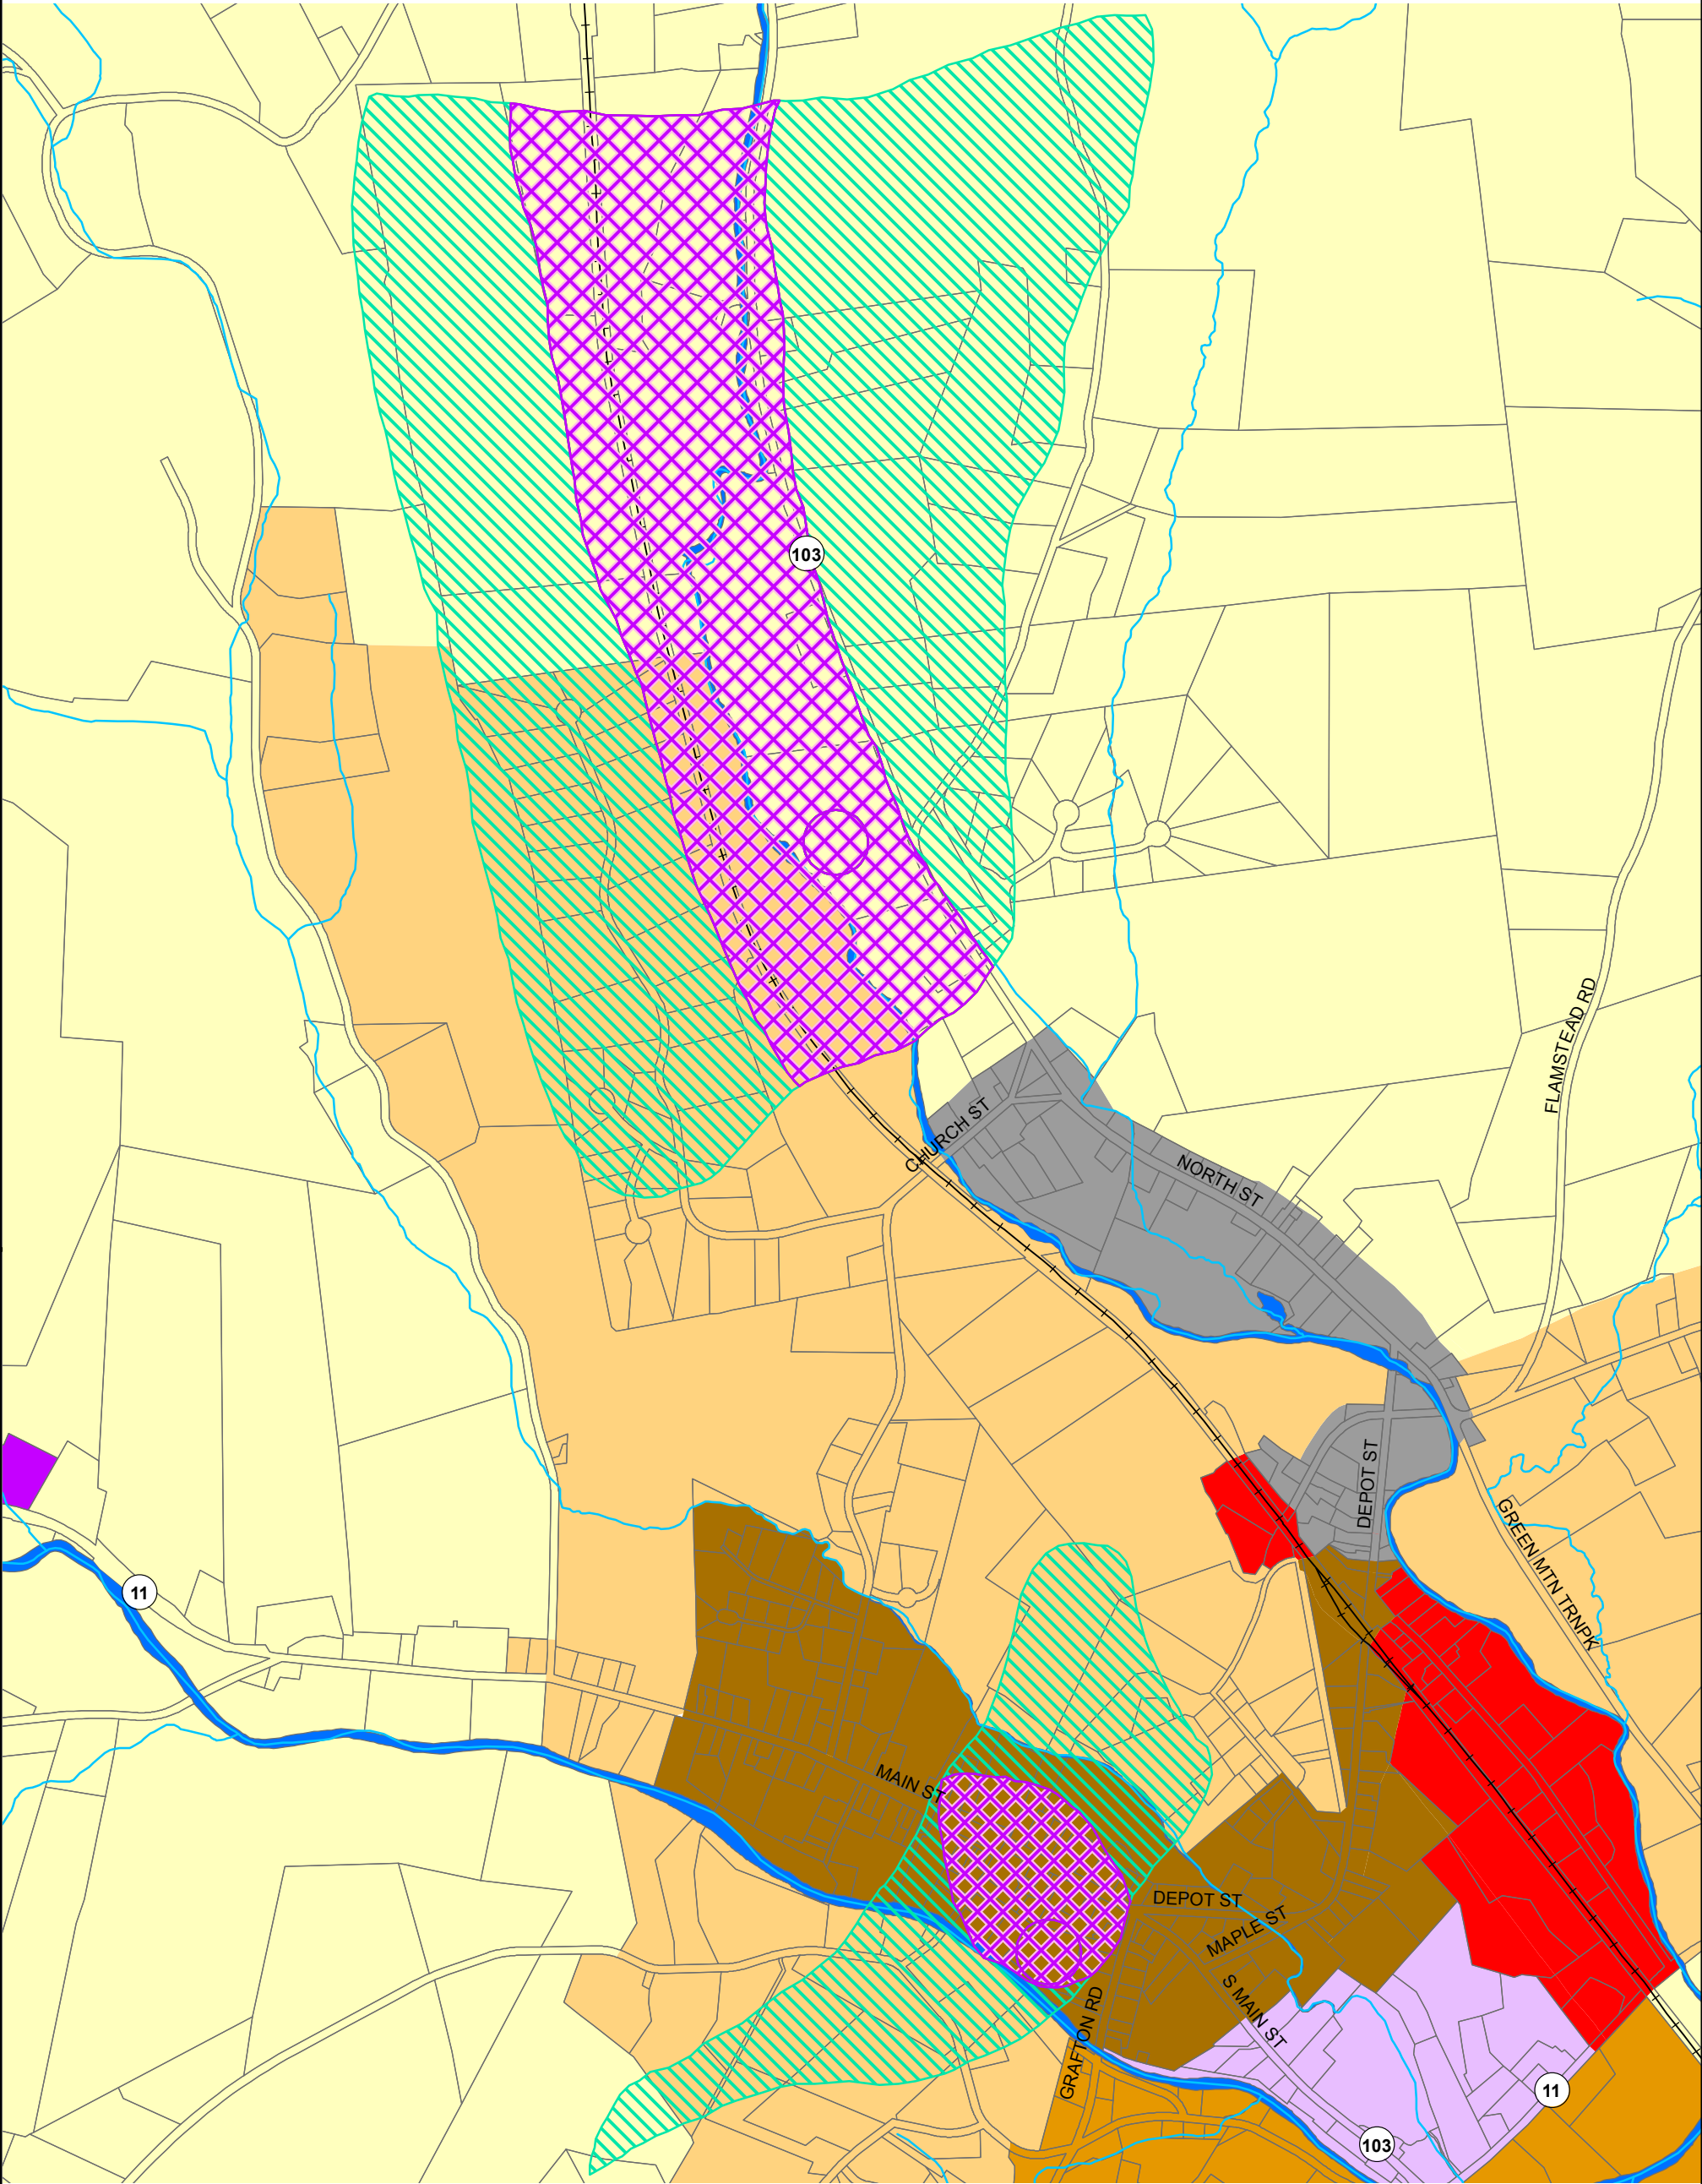 103
FLAMSTEAD RD
CHURCH ST
NORTH ST
DEPOT ST
GREEN MTN TRNPK
11
MAIN ST
DEPOT ST
MAPLE ST
S MAIN ST
GRAFTON RD
11
103